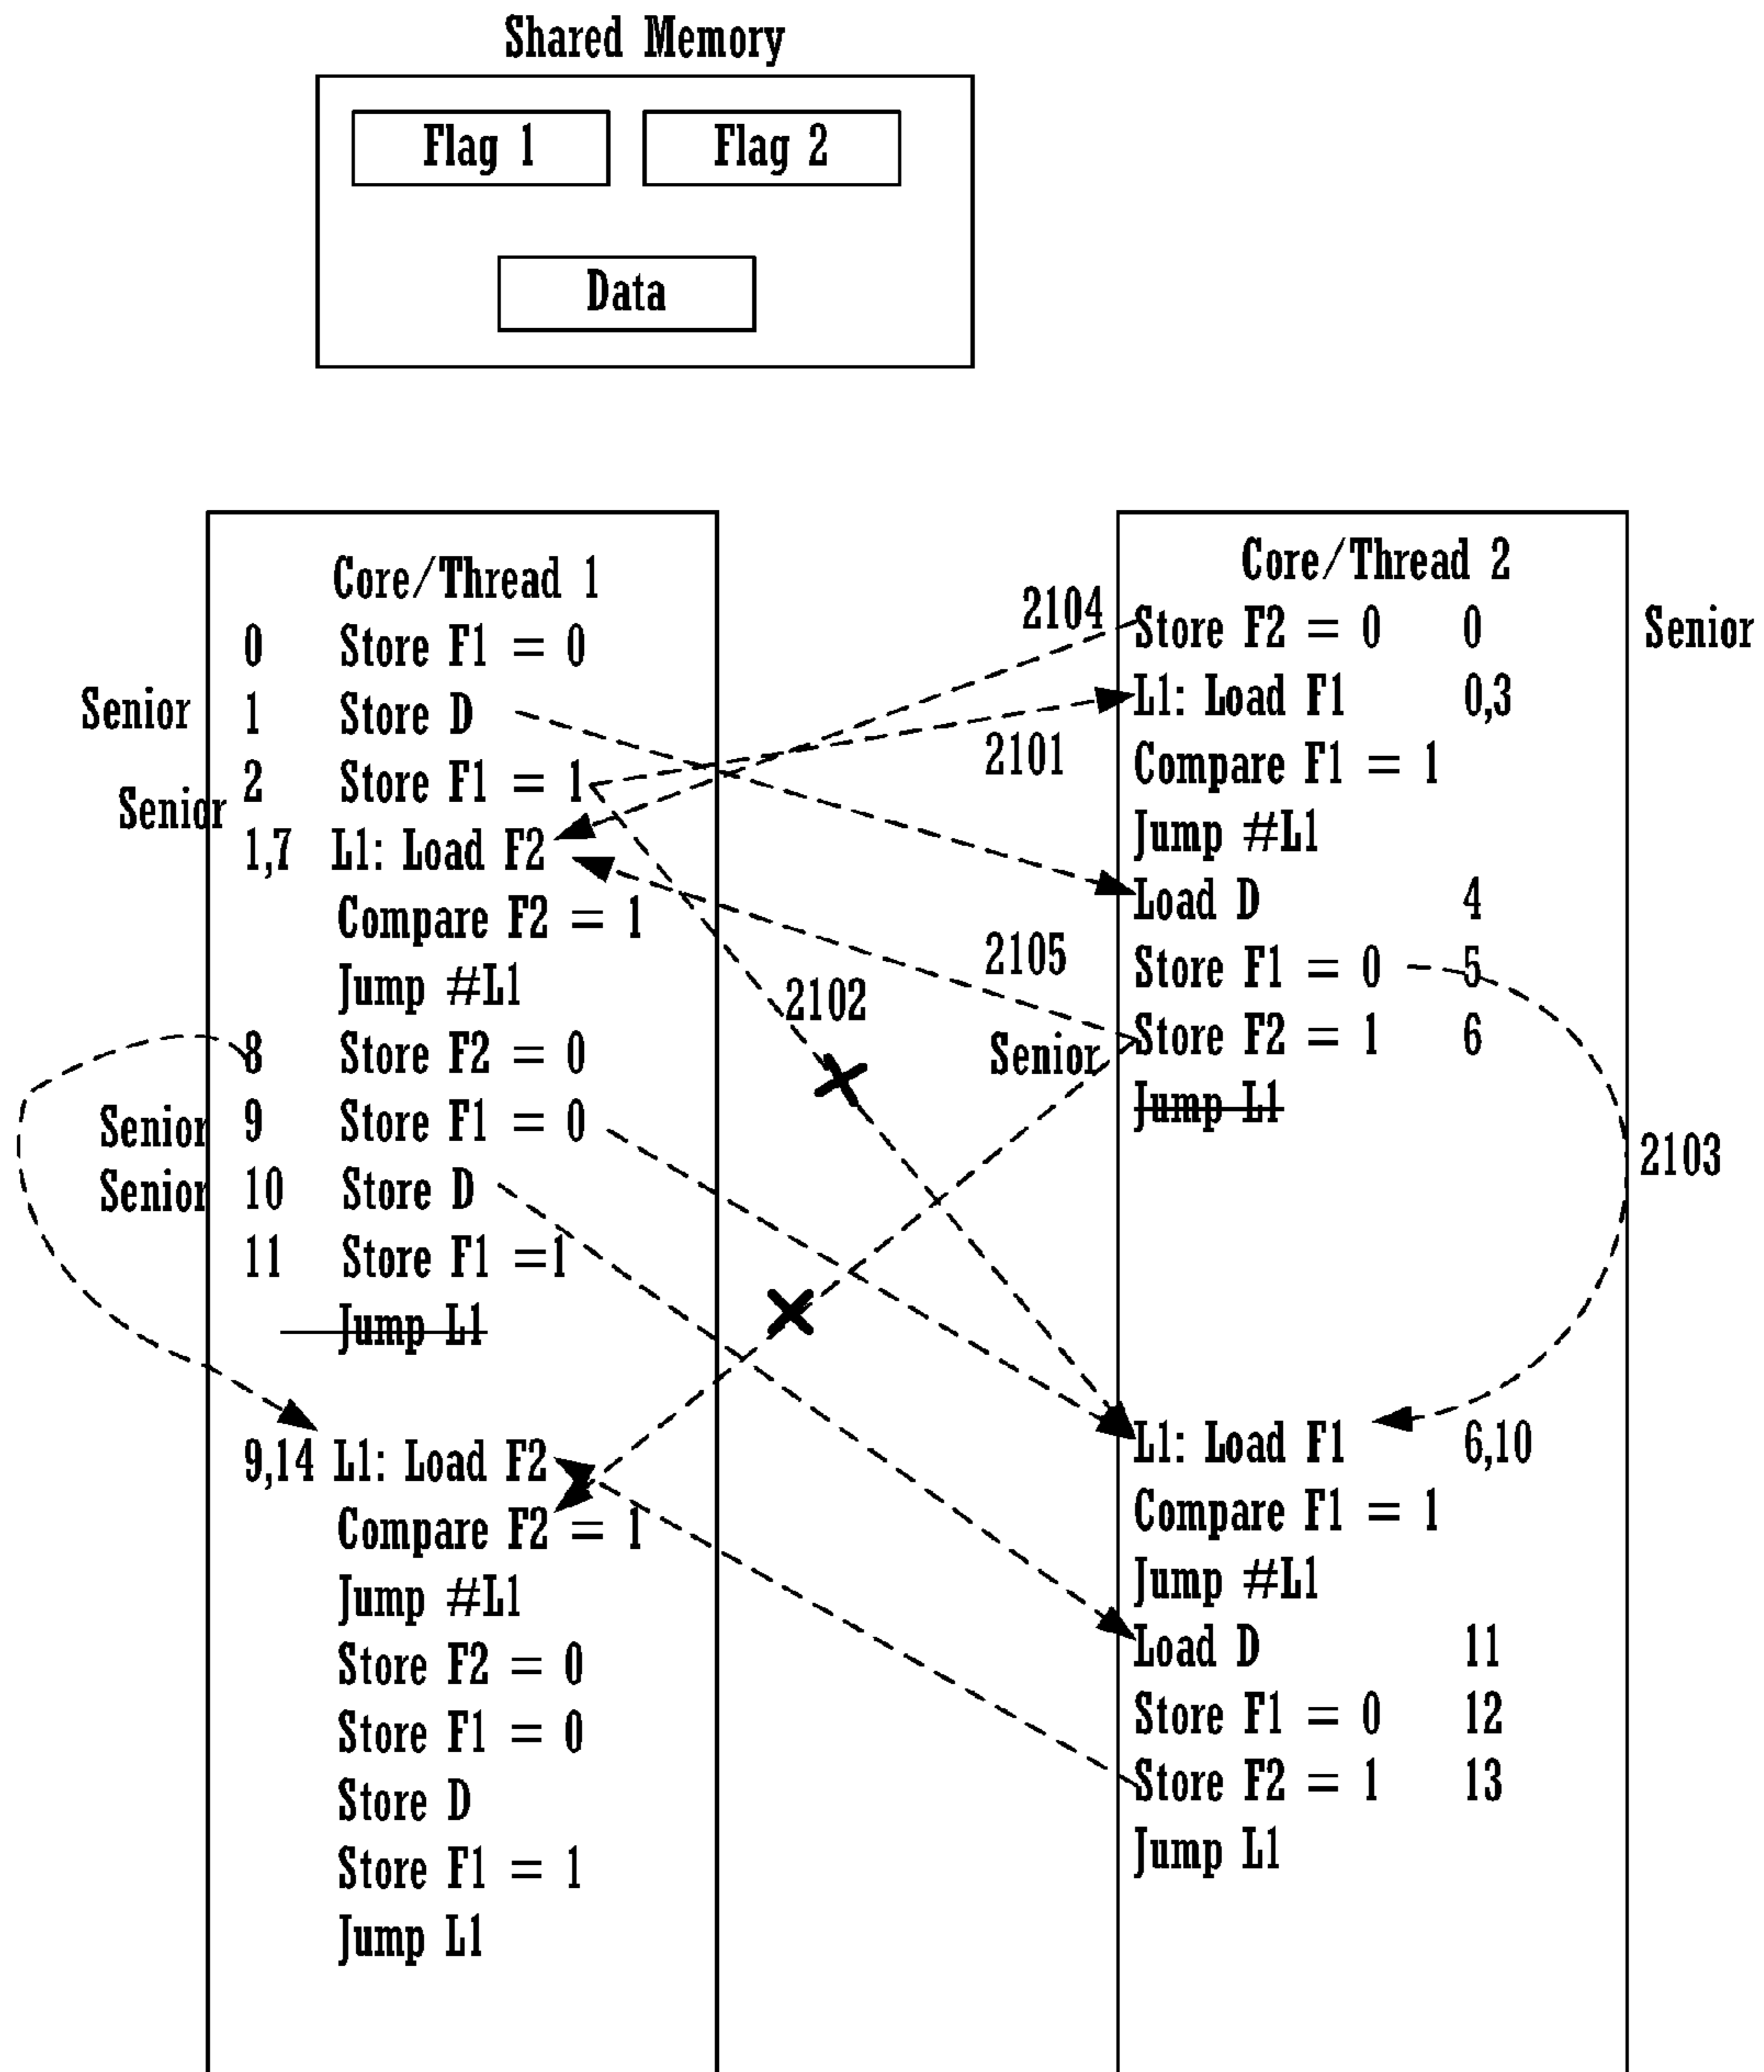 Shared Memory
Flag 1 Flag 2
Data
Core/Thread 1
0 Store F1 = 0
Senior 1 Store D
2 Store F1 = 1
Senior
1,7 L1: Load F2
Compare F2 = 1
Jump #L1
8 Store F2 = 0
Senior 9 Store F1 = 0
Senior 10 Store D
11 Store F1 =1
Jump L1
9,14 L1: Load F2
Compare F2 = 1
Jump #L1
Store F2 = 0
Store F1 = 0
Store D
Store F1 = 1
Jump L1
2104
2101
2105
2102
Senior
Core/Thread 2
Store F2 = 0 0 Senior
L1: Load F1 0,3
Compare F1 = 1
Jump #L1
Load D 4
Store F1 = 0 5
Store F2 = 1 6
Jump L1
2103
L1: Load F1 6,10
Compare F1 = 1
Jump #L1
Load D 11
Store F1 = 0 12
Store F2 = 1 13
Jump L1